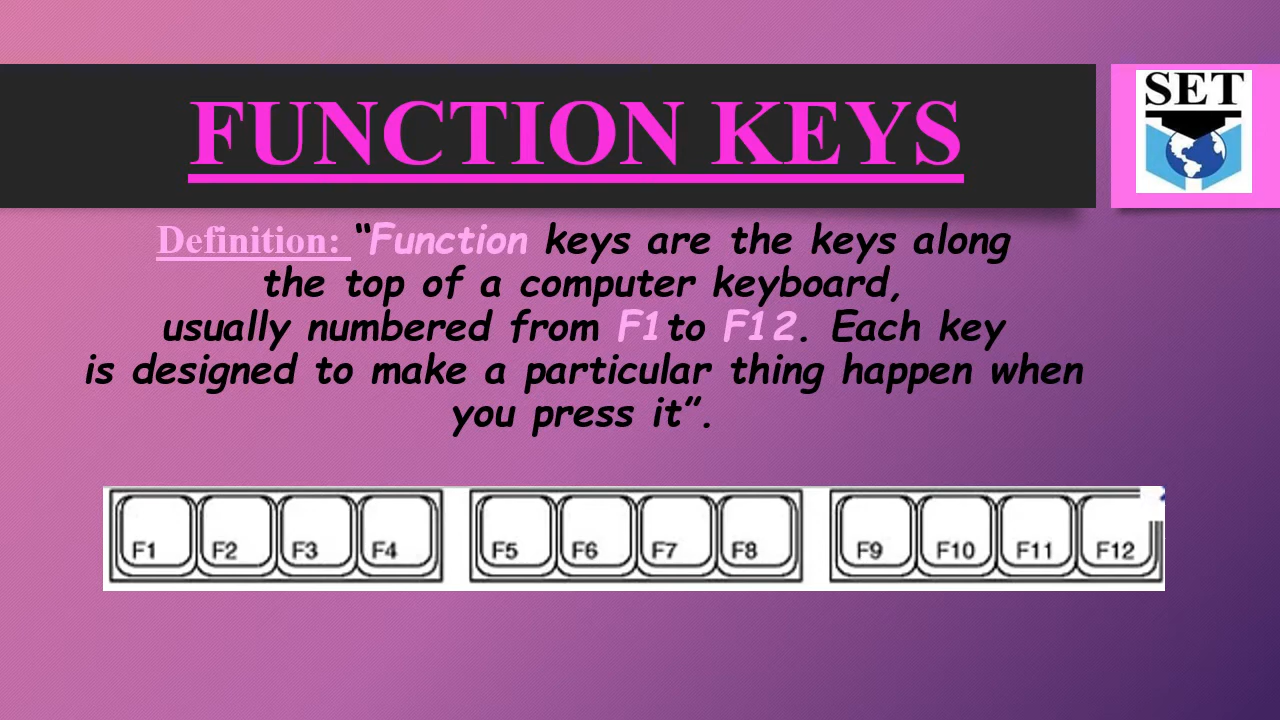 FUNCTION KEYS
SET
Definition: “Function keys are the keys along
the top of a computer keyboard,
usually numbered from F1to F12. Each key
is designed to make a particular thing happen when
you press it”.
F1 F2 F3 F4 F5 F6 F7 F8 F9 F10 F11 F12